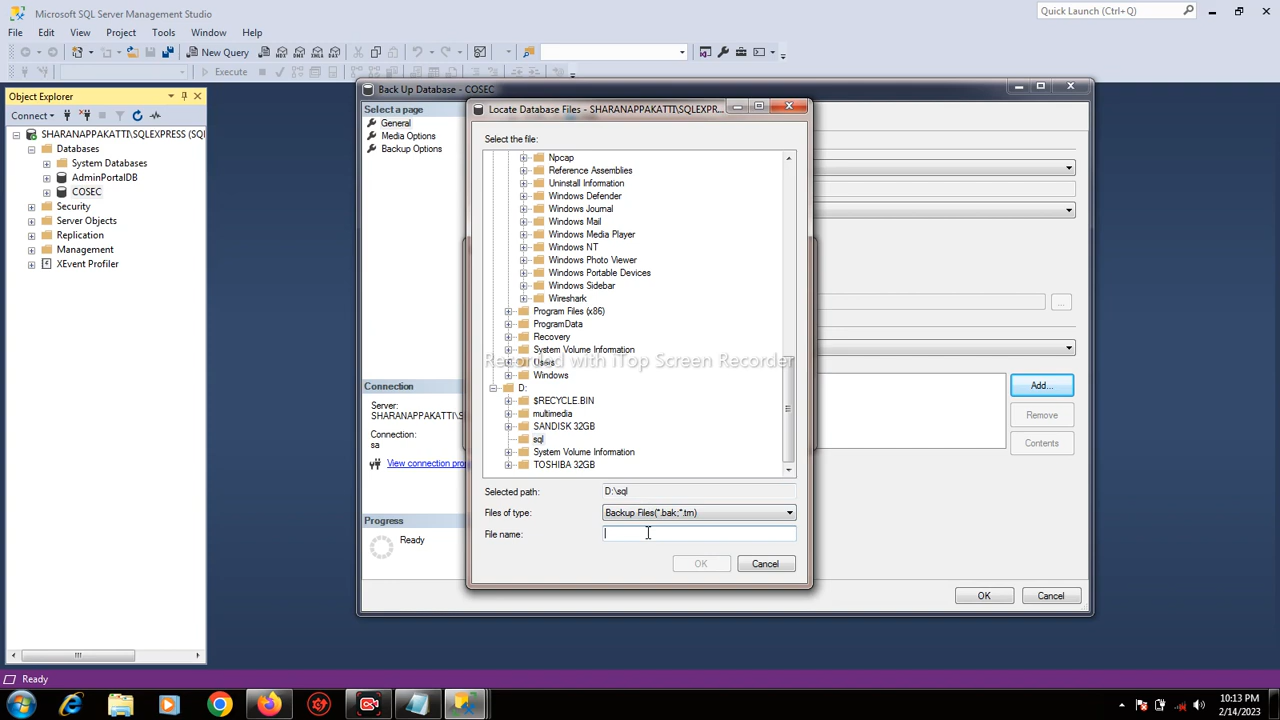 Microsoft SQL Server Management Studio
Quick Launch (Ctrl+Q)
File Edit View Project Tools Window Help
New Query
Execute
Object Explorer
Connect
SHARANAPPAKATTI\SQLEXPRESS (SQL
Databases
System Databases
AdminPortalDB
COSEC
Security
Server Objects
Replication
Management
XEvent Profiler
Back Up Database - COSEC
Select a page
General
Media Options
Backup Options
Connection
Server:
SHARANAPPAKATTI\S
Connection:
sa
View connection prop
Progress
Ready
Locate Database Files - SHARANAPPAKATTI\SQLEXPR...
Select the file:
Npcap
Reference Assemblies
Uninstall Information
Windows Defender
Windows Journal
Windows Mail
Windows Media Player
Windows NT
Windows Photo Viewer
Windows Portable Devices
Windows Sidebar
Wireshark
Program Files (x86)
ProgramData
Recovery
System Volume Information
Users
Recorded with iTop Screen Recorder
Windows
D:
$RECYCLE.BIN
multimedia
SANDISK 32GB
sql
System Volume Information
TOSHIBA 32GB
Selected path: D:\sql
Files of type: Backup Files(*.bak;*.trn)
File name:
OK Cancel
...
Add...
Remove
Contents
OK Cancel
Ready
10:13 PM
2/14/2023